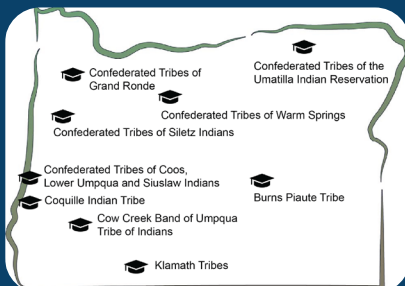 Confederated Tribes of
Grand Ronde
Confederated Tribes of the
Umatilla Indian Reservation
Confederated Tribes of Warm Springs
Confederated Tribes of Siletz Indians
Confederated Tribes of Coos,
Lower Umpqua and Siuslaw Indians
Coquille Indian Tribe
Burns Piaute Tribe
Cow Creek Band of Umpqua
Tribe of Indians
Klamath Tribes